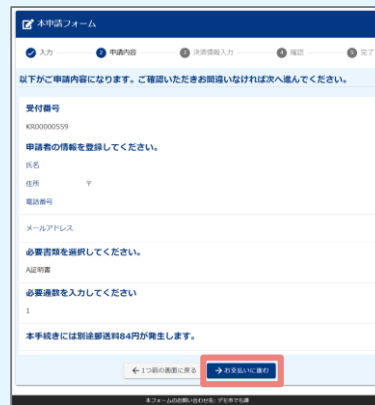 本申請フォーム
入力 2 申請内容 3 決済情報入力 4 確認 5 完了
以下がご申請内容になります。ご確認いただきお間違いなければ次へ進んでください。
受付番号
KR00000559
申請者の情報を登録してください。
氏名
住所 〒
電話番号
メールアドレス
必要書類を選択してください。
A証明書
必要通数を入力してください
1
本手続きには別途郵送料84円が発生します。
←1つ前の画面に戻る →お支払いに進む
本フォームのお問い合わせ先: